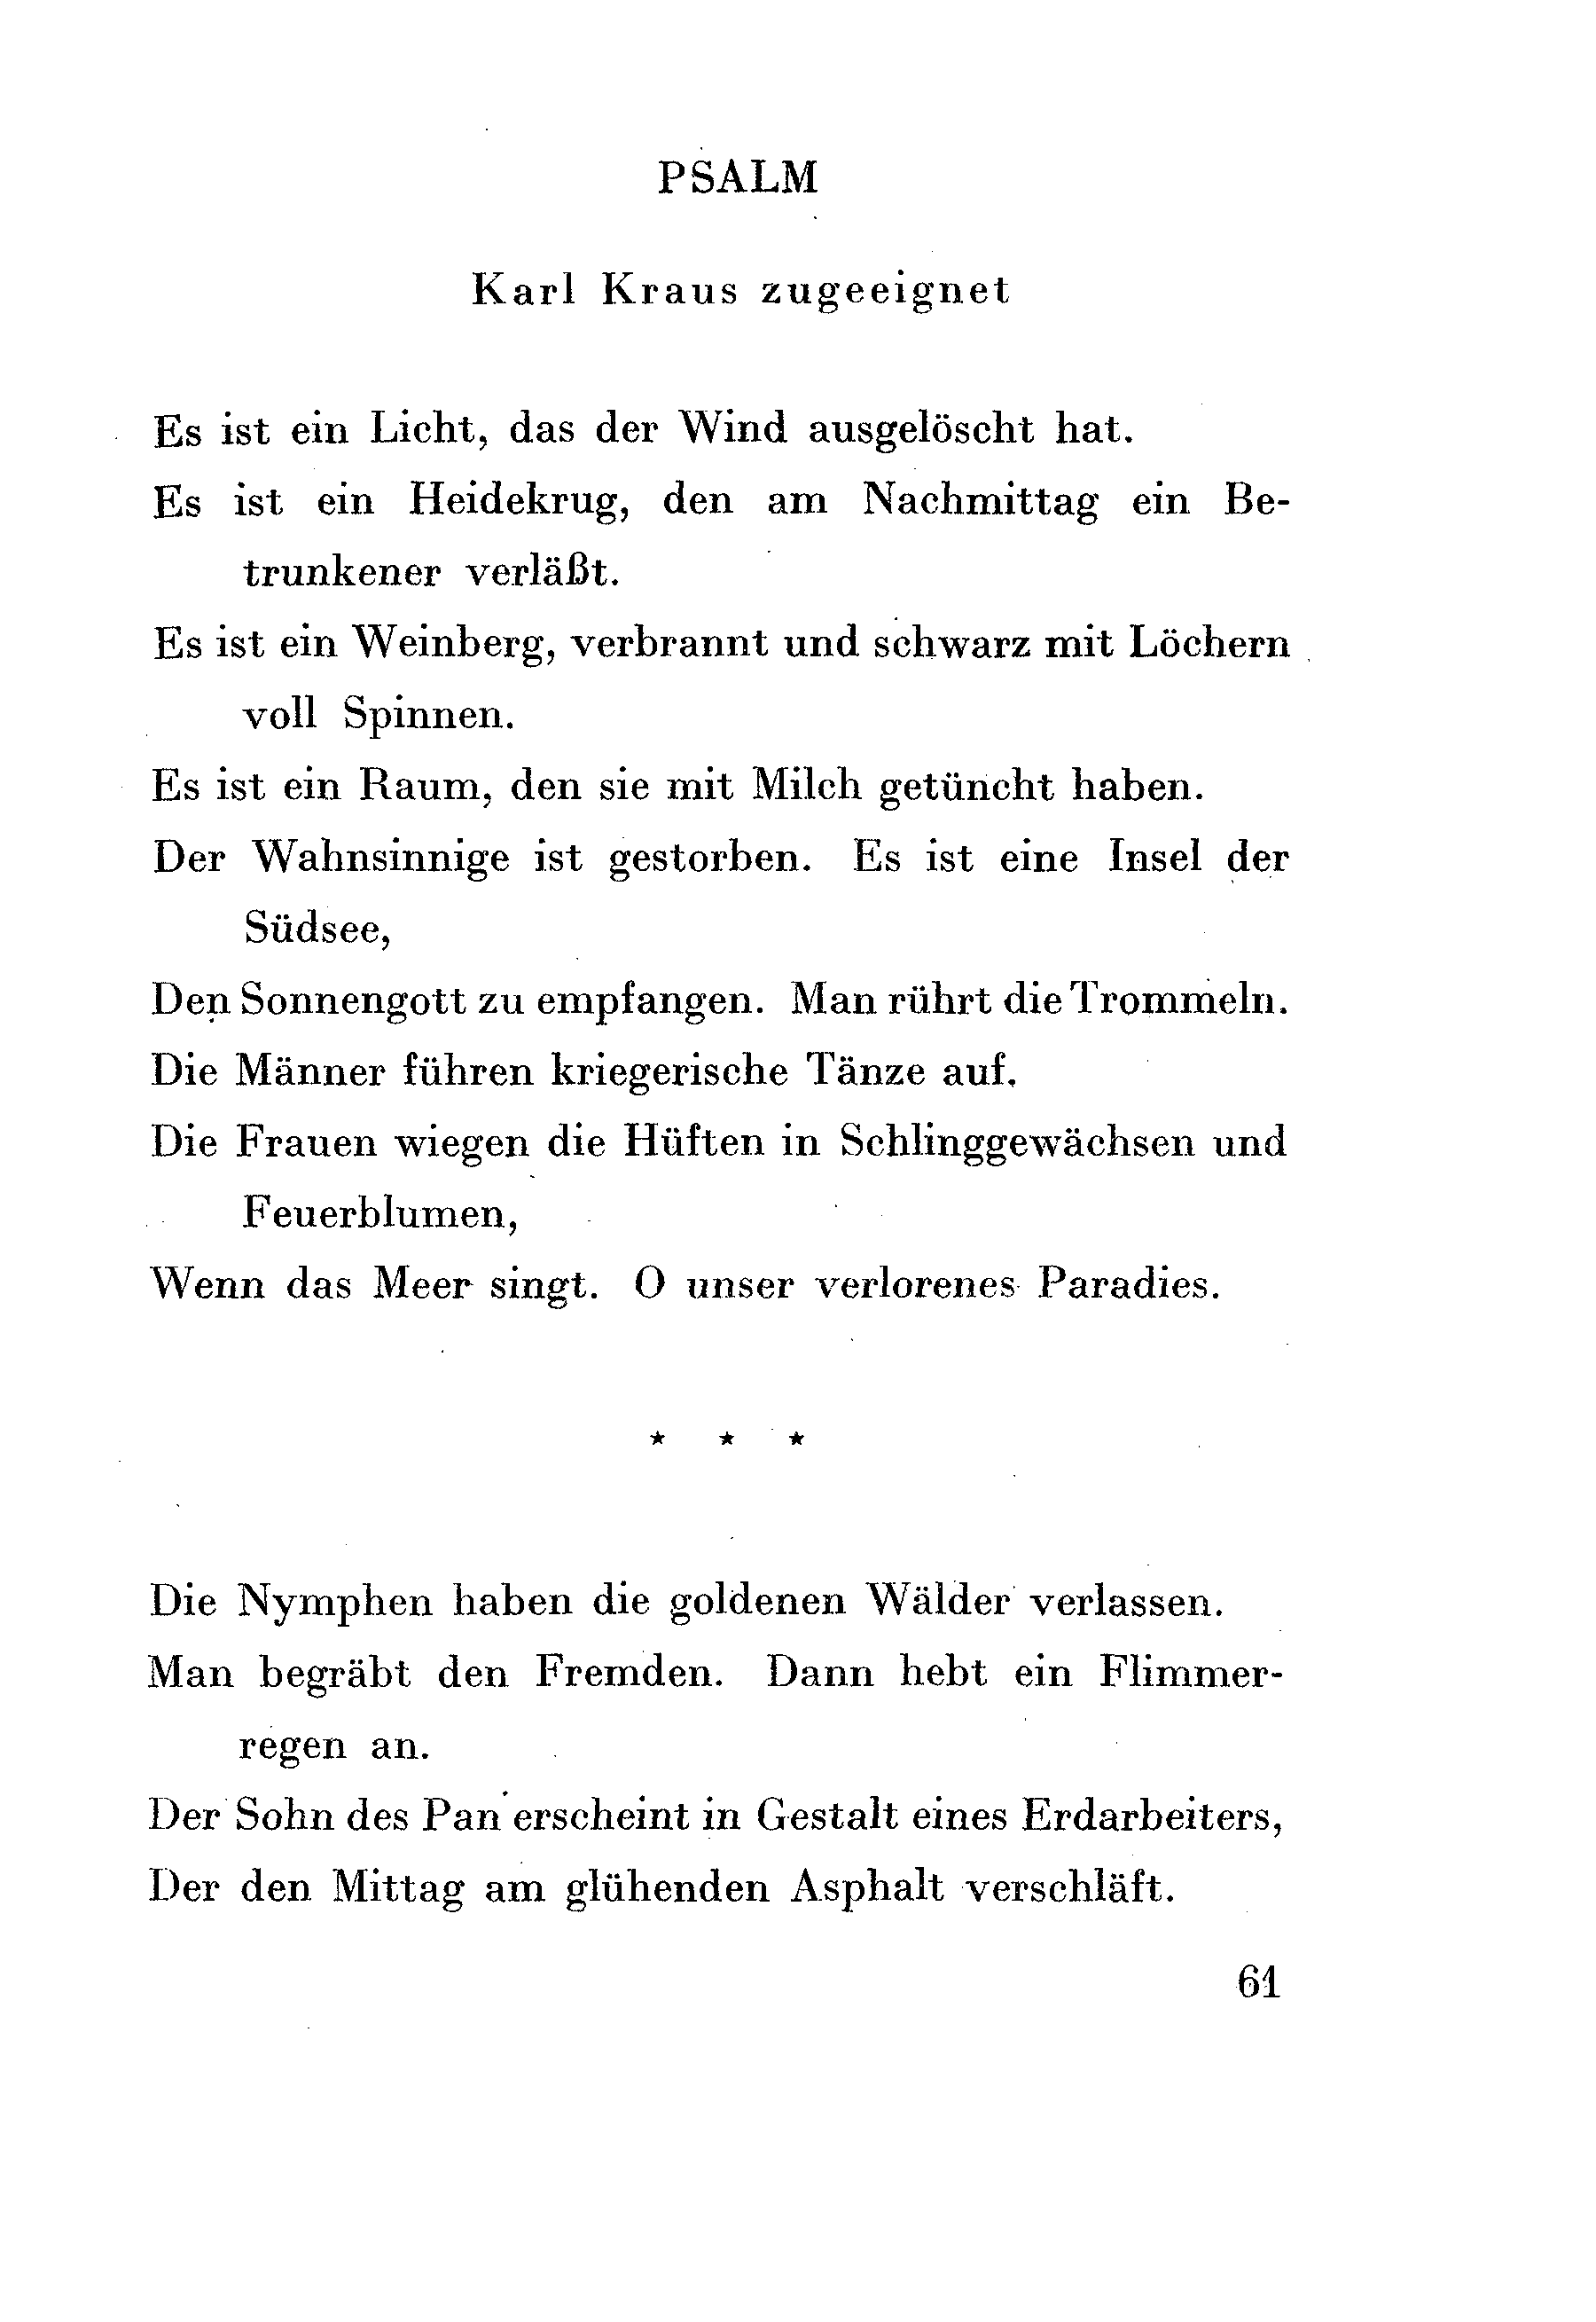 PSALM
Karl Kraus zugeeignet
Es ist ein Licht, das der Wind ausgelöscht hat.
Es ist ein Heidekrug, den am Nachmittag ein Be-
trunkener verläßt.
Es ist ein Weinberg, verbrannt und schwarz mit Löchern
voll Spinnen.
Es ist ein Raum, den sie mit Milch getüncht haben.
Der Wahnsinnige ist gestorben. Es ist eine Insel der
Südsee,
Den Sonnengott zu empfangen. Man rührt die Trommeln.
Die Männer führen kriegerische Tänze auf.
Die Frauen wiegen die Hüften in Schlinggewächsen und
Feuerblumen,
Wenn das Meer singt. O unser verlorenes Paradies.
* * *
Die Nymphen haben die goldenen Wälder verlassen.
Man begräbt den Fremden. Dann hebt ein Flimmer-
regen an.
Der Sohn des Pan erscheint in Gestalt eines Erdarbeiters,
Der den Mittag am glühenden Asphalt verschläft.
61